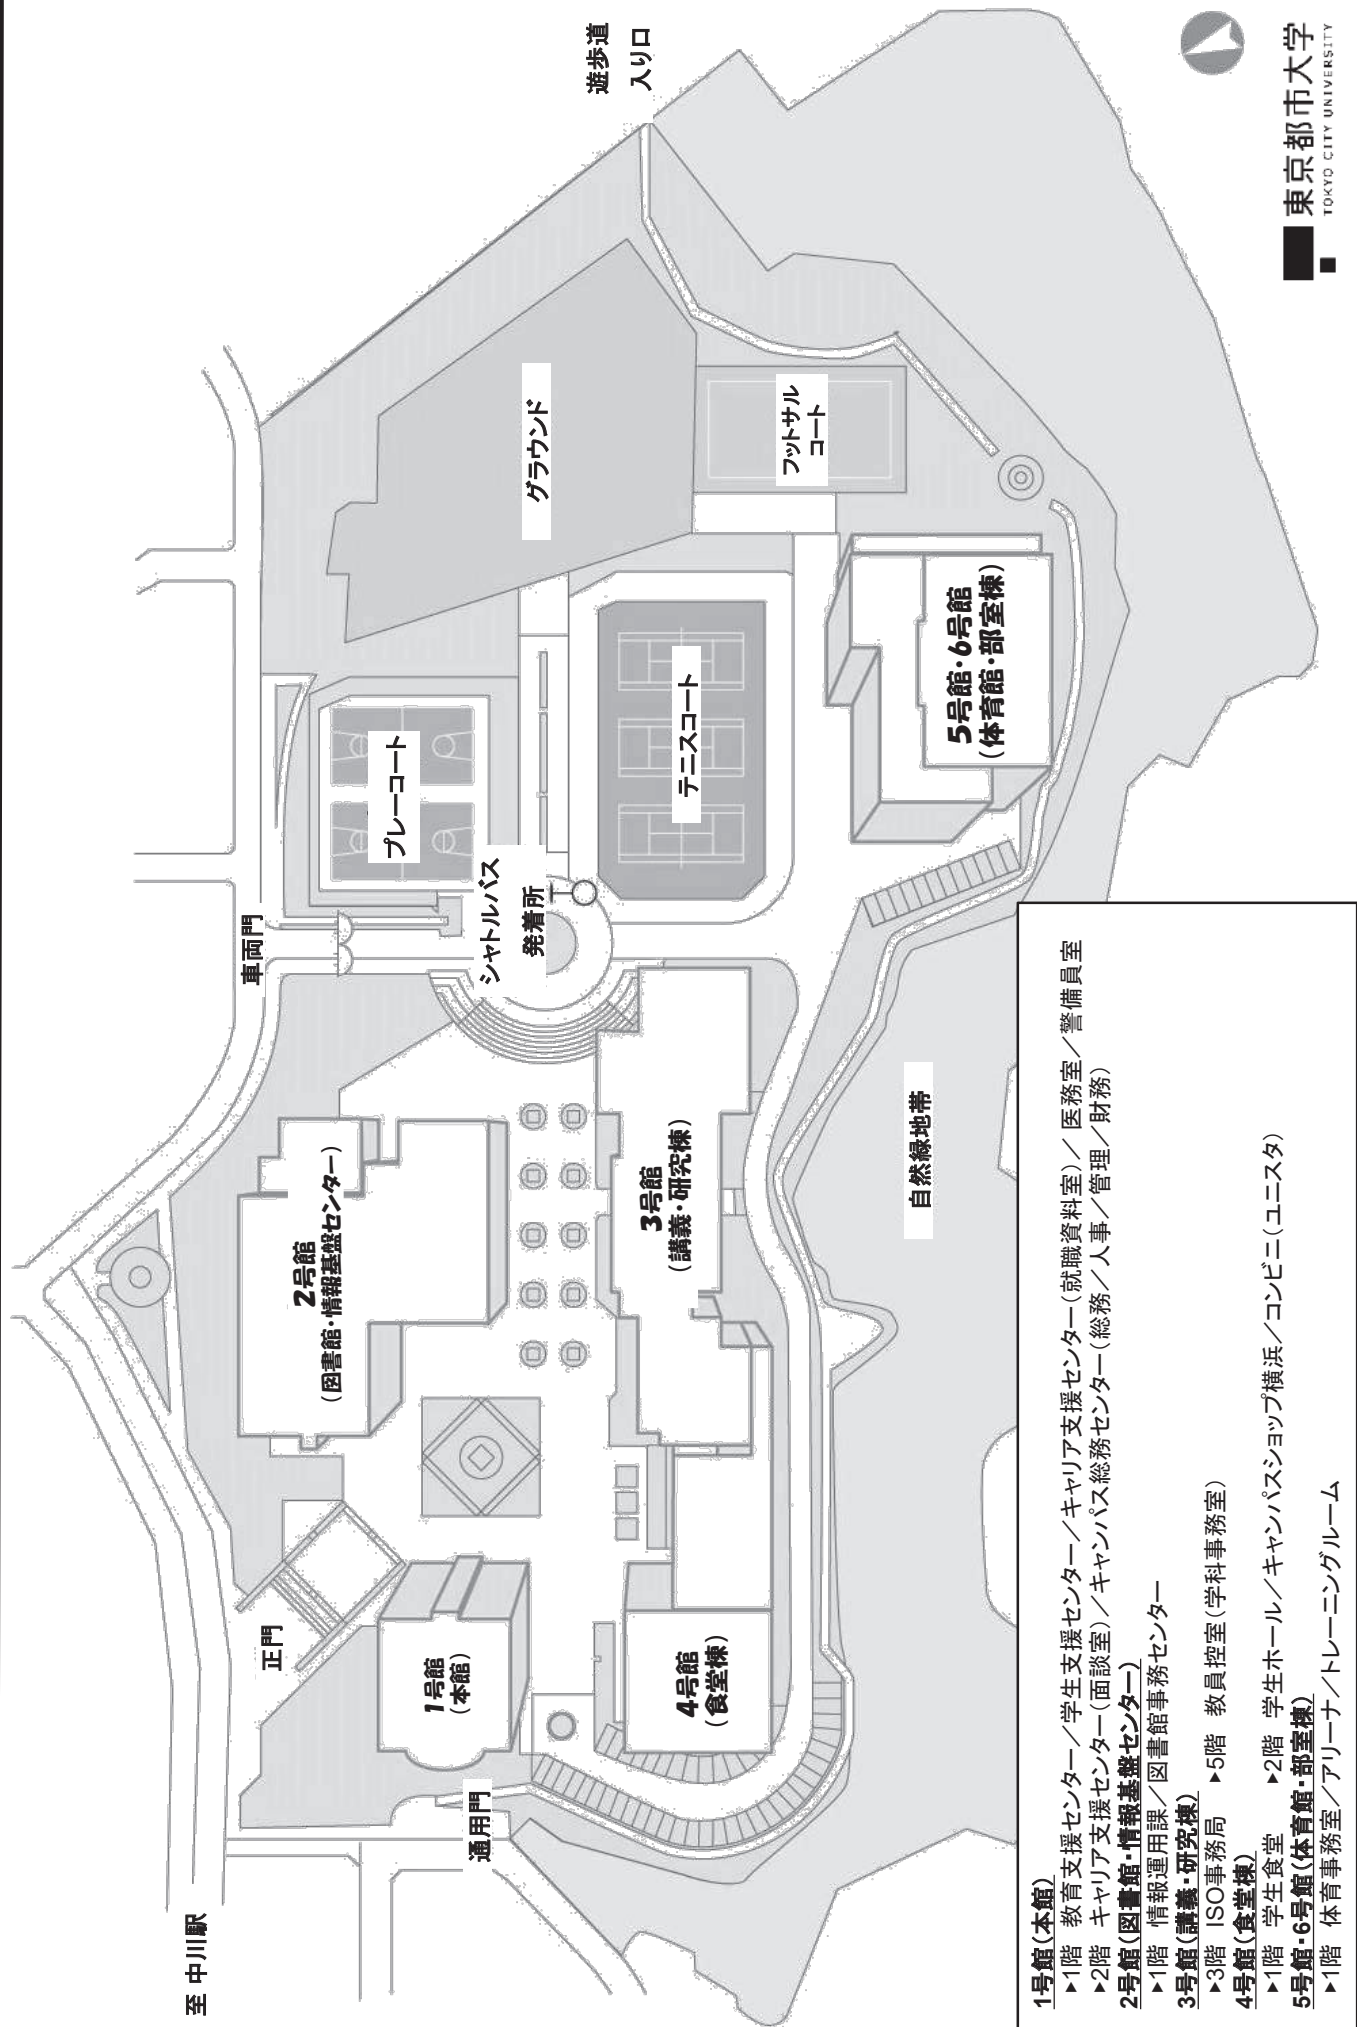 至 中川駅
正門
通用門
車両門
遊歩道
入り口
1号館
(本館)
2号館
(図書館・情報基盤センター)
3号館
(講義・研究棟)
4号館
(食堂棟)
5号館・6号館
(体育館・部室棟)
シャトルバス
発着所
プレーコート
テニスコート
グラウンド
フットサル
コート
自然緑地帯
1号館(本館)
▶1階 教育支援センター/学生支援センター/キャリア支援センター(就職資料室)/医務室/警備員室
▶2階 キャリア支援センター(面談室)/キャンパス総務センター(総務/人事/管理/財務)
2号館(図書館・情報基盤センター)
▶1階 情報運用課/図書館事務センター
3号館(講義・研究棟)
▶3階 ISO事務局 ▶5階 教員控室(学科事務室)
4号館(食堂棟)
▶1階 学生食堂 ▶2階 学生ホール/キャンパスショップ横浜/コンビニ(ユニスタ)
5号館・6号館(体育館・部室棟)
▶1階 体育事務室/アリーナ/トレーニングルーム
東京都市大学
TOKYO CITY UNIVERSITY